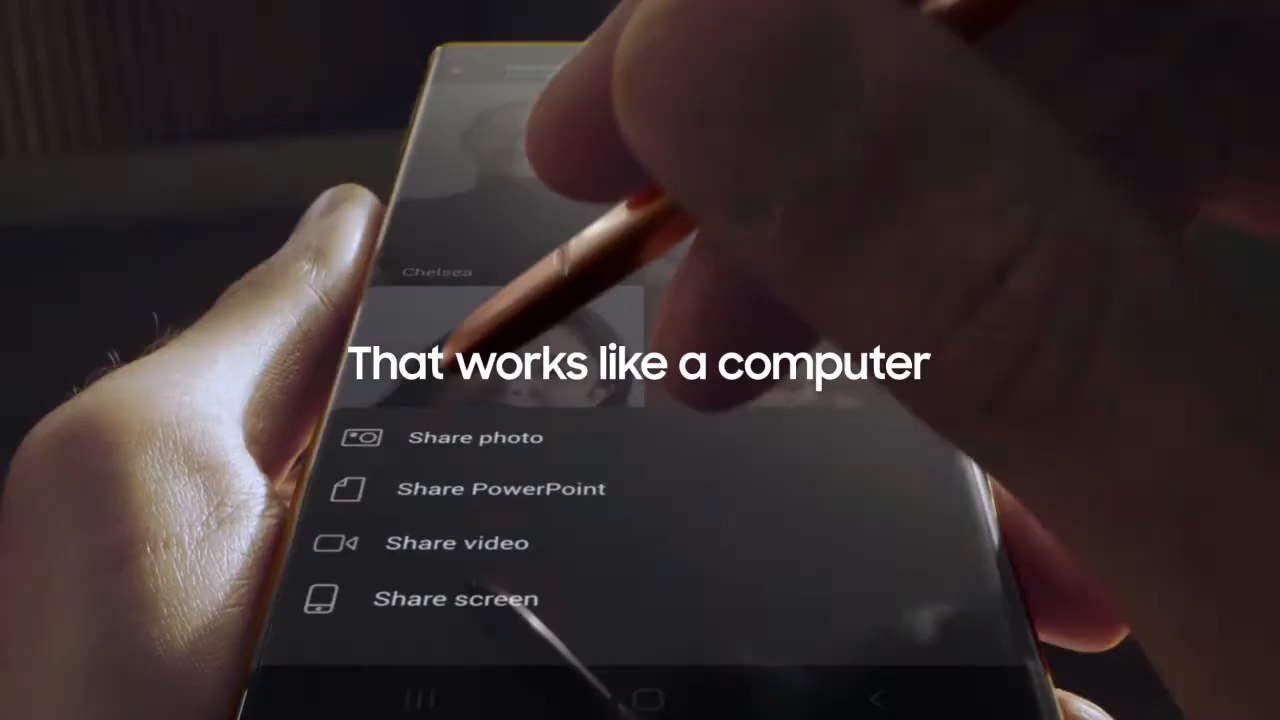 Chelsea
That works like a computer
Share photo
Share PowerPoint
Share video
Share screen